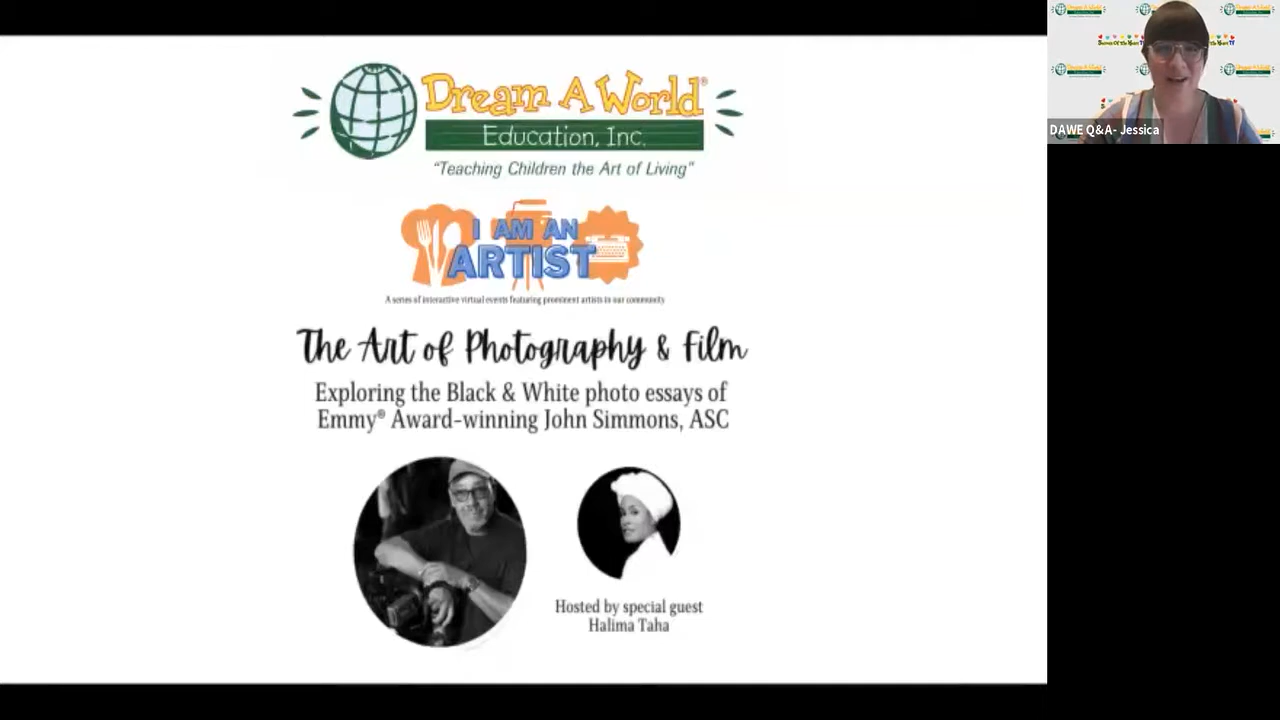 Dream A World®
Education, Inc.
"Teaching Children the Art of Living"
I AM AN
ARTIST
A series of interactive virtual events featuring prominent artists in our community
The Art of Photography & Film
Exploring the Black & White photo essays of
Emmy® Award-winning John Simmons, ASC
Hosted by special guest
Halima Taha
DAWE Q&A- Jessica